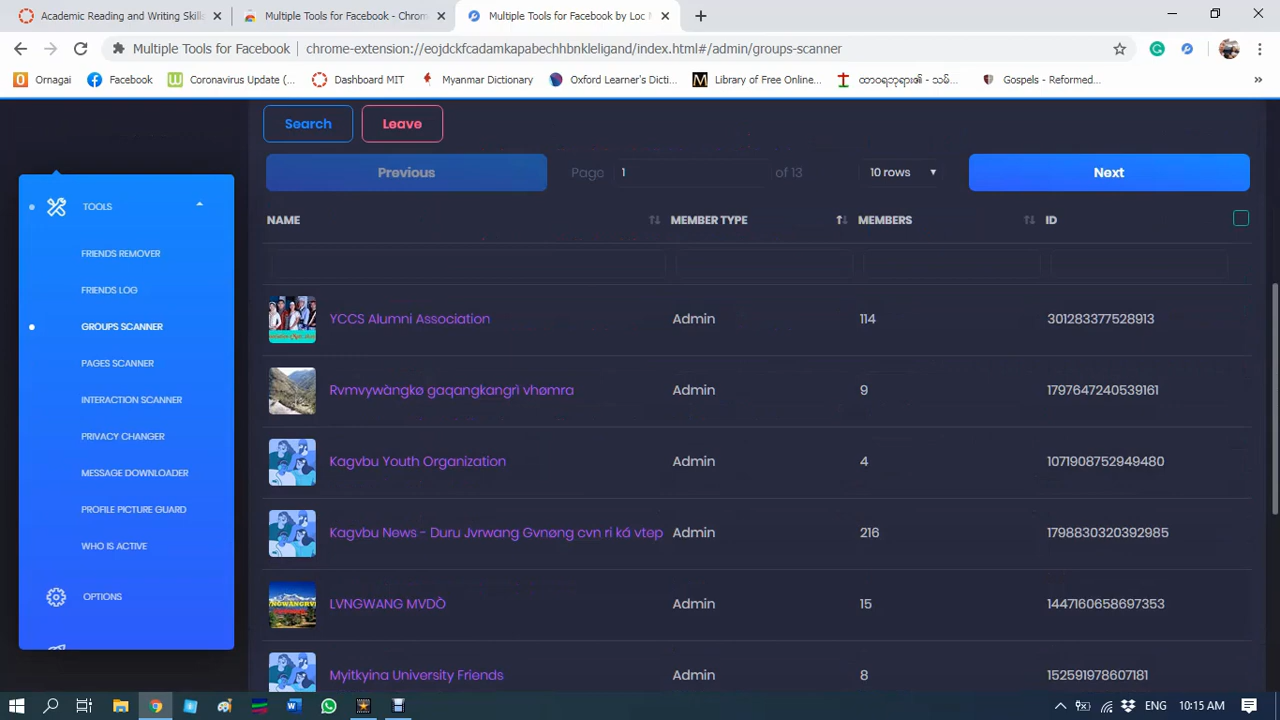 Academic Reading and Writing Skill
Multiple Tools for Facebook - Chrom
Multiple Tools for Facebook by Loc
Multiple Tools for Facebook
chrome-extension://eojdckfcadamkapabechhbnkleligand/index.html#/admin/groups-scanner
Ornagai
Facebook
Coronavirus Update (...
Dashboard MIT
Myanmar Dictionary
Oxford Learner's Dicti...
Library of Free Online...
Gospels - Reformed...
Search
Leave
Previous
Page
1
of 13
10 rows
Next
NAME
MEMBER TYPE
MEMBERS
ID
TOOLS
FRIENDS REMOVER
FRIENDS LOG
GROUPS SCANNER
PAGES SCANNER
INTERACTION SCANNER
PRIVACY CHANGER
MESSAGE DOWNLOADER
PROFILE PICTURE GUARD
WHO IS ACTIVE
OPTIONS
YCCS Alumni Association Admin 114 301283377528913
Rvmvywàngkø gaqangkangrì vhømra Admin 9 1797647240539161
Kagvbu Youth Organization Admin 4 1071908752949480
Kagvbu News - Duru Jvrwang Gvnøng cvn ri ká vtep Admin 216 1798830320392985
LVNGWANG MVDÒ Admin 15 1447160658697353
Myitkyina University Friends Admin 8 152591978607181
ENG
10:15 AM